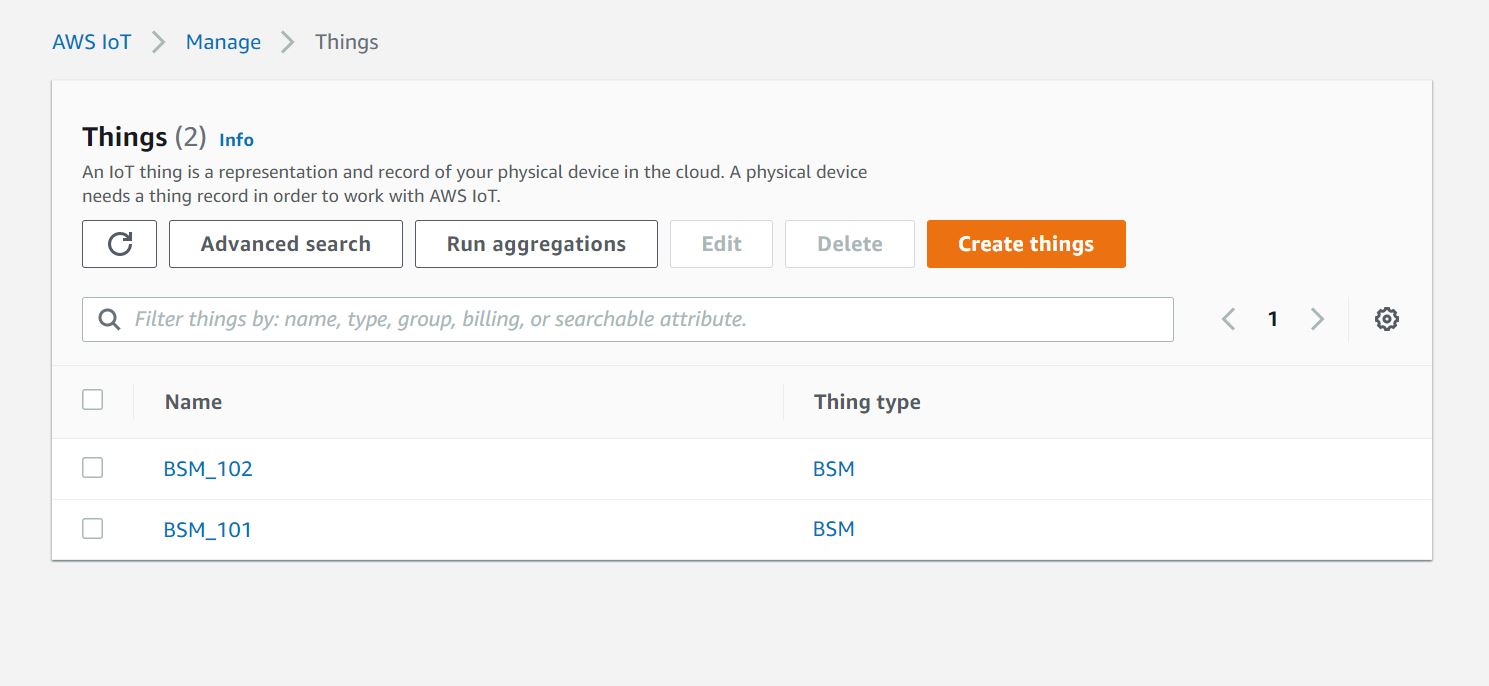 AWS IoT > Manage > Things
Things (2) Info
An IoT thing is a representation and record of your physical device in the cloud. A physical device
needs a thing record in order to work with AWS IoT.
Advanced search Run aggregations Edit Delete Create things
Filter things by: name, type, group, billing, or searchable attribute. 1
Name Thing type
BSM_102 BSM
BSM_101 BSM